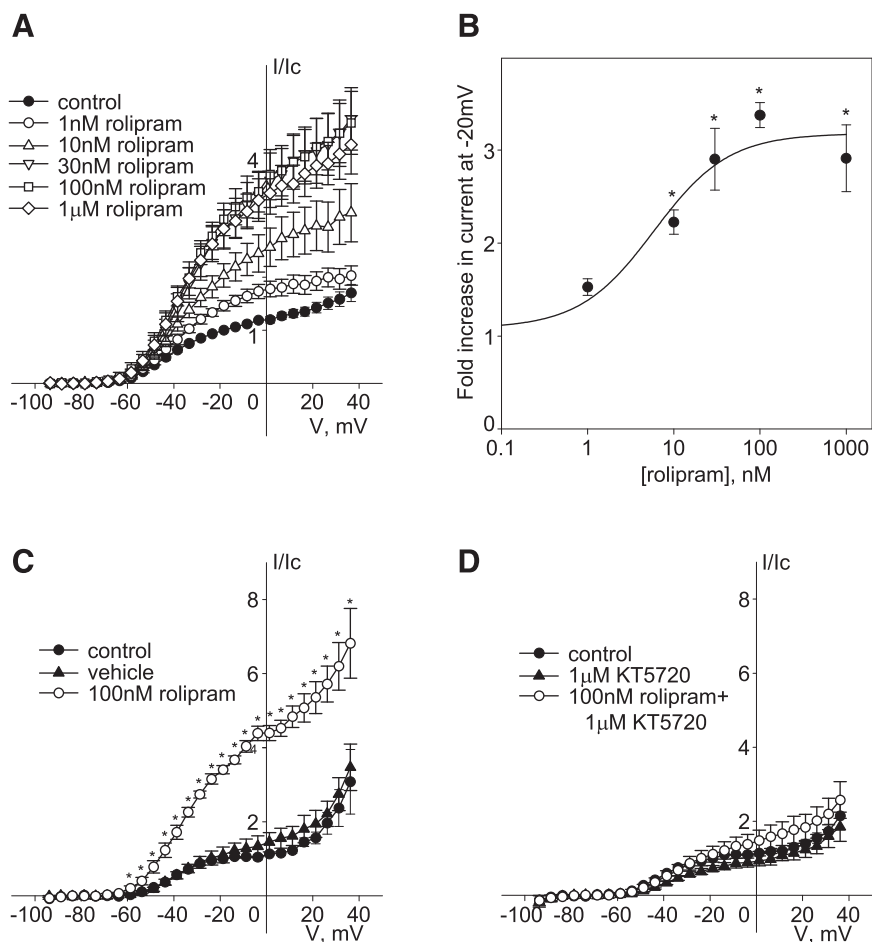 A
I/Ic
control
1nM rolipram
10nM rolipram
30nM rolipram
100nM rolipram
1μM rolipram
4
1
-100 -80 -60 -40 -20 0 20 40
V, mV
B
Fold increase in current at -20mV
3
2
1
0
0.1 1 10 100 1000
[rolipram], nM
* * * *
C
I/Ic
control
vehicle
100nM rolipram
8
6
4
2
-100 -80 -60 -40 -20 0 20 40
V, mV
* * * * * * * * * * * * * * * * * * * *
D
I/Ic
control
1μM KT5720
100nM rolipram+
1μM KT5720
8
6
4
2
-100 -80 -60 -40 -20 0 20 40
V, mV